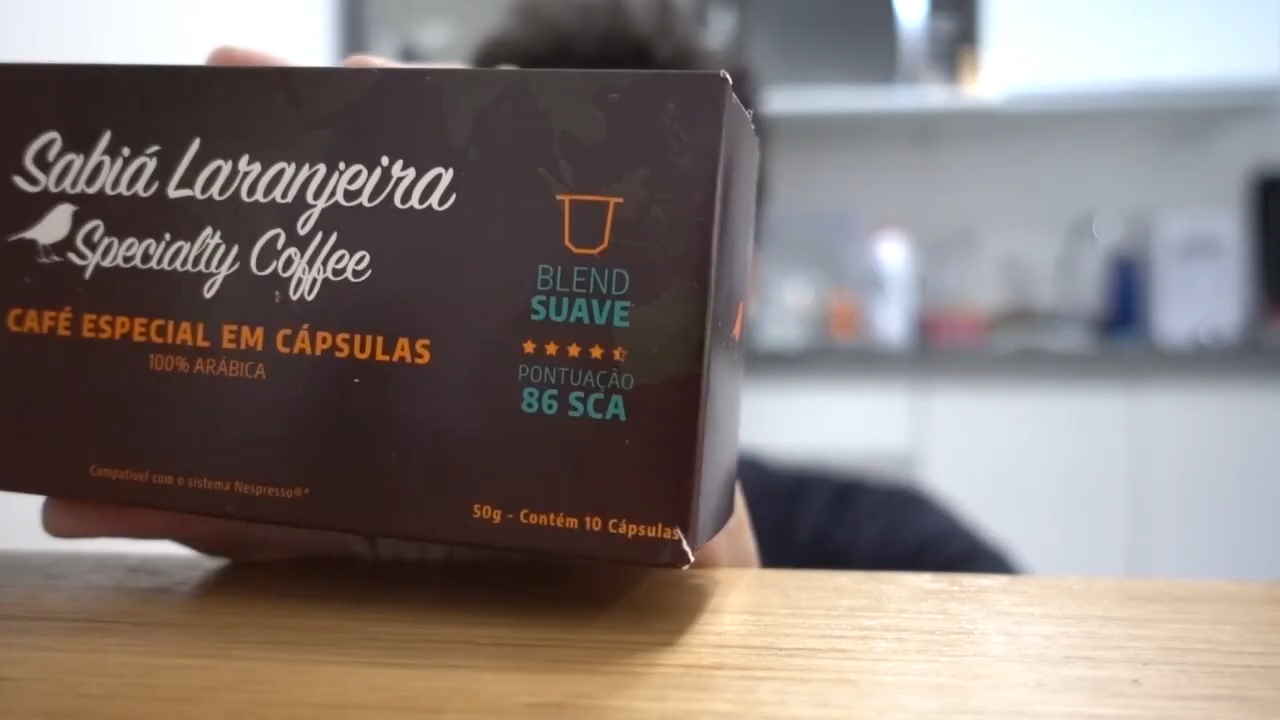 Sabiá Laranjeira
Specialty Coffee
CAFÉ ESPECIAL EM CÁPSULAS
100% ARÁBICA
Compatível com o sistema Nespresso®*
BLEND
SUAVE
PONTUAÇÃO
86 SCA
50g - Contém 10 Cápsulas